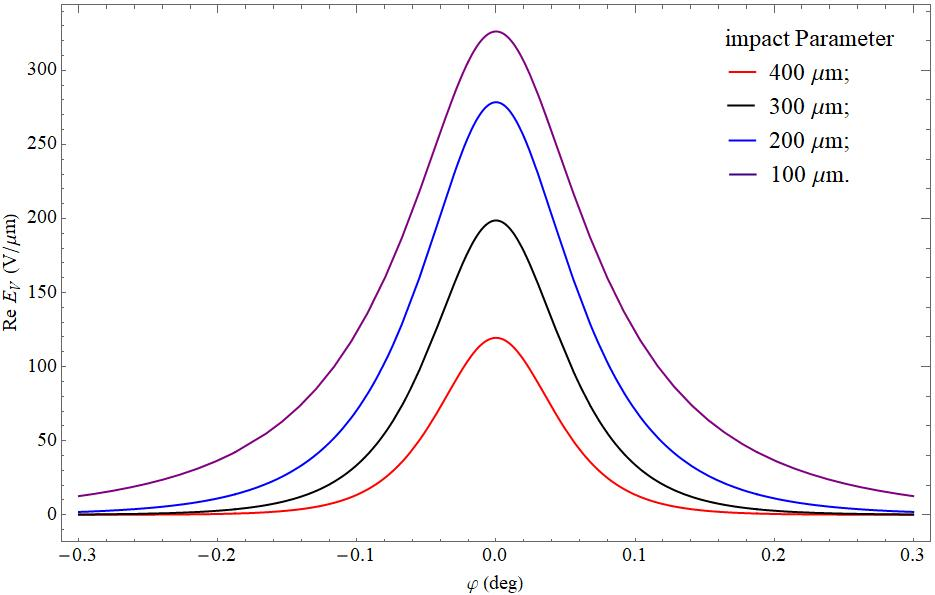 impact Parameter
400 μm;
300 μm;
200 μm;
100 μm.
300
250
200
150
100
50
0
Re E_V (V/μm)
−0.3 −0.2 −0.1 0.0 0.1 0.2 0.3
φ (deg)